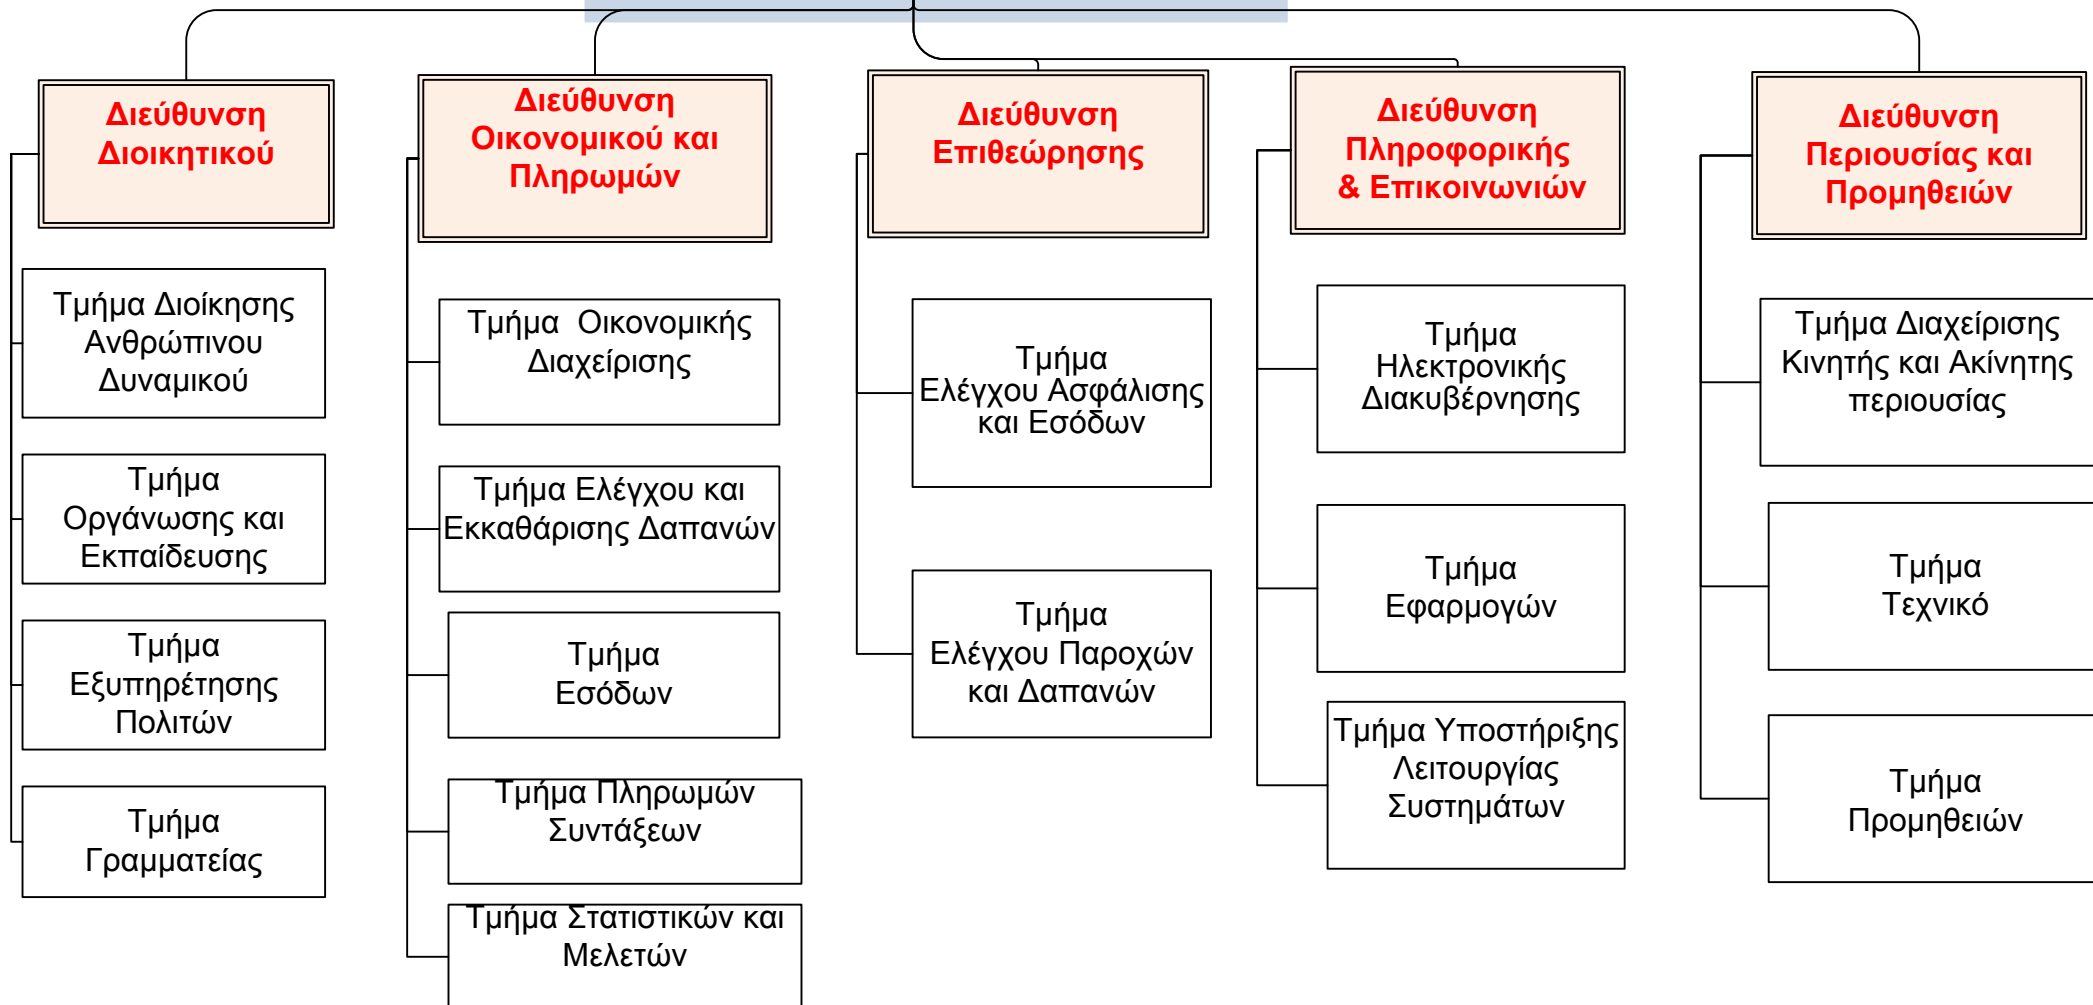 Διεύθυνση
Διοικητικού
Τμήμα Διοίκησης
Ανθρώπινου
Δυναμικού
Τμήμα
Οργάνωσης και
Εκπαίδευσης
Τμήμα
Εξυπηρέτησης
Πολιτών
Τμήμα
Γραμματείας
Διεύθυνση
Οικονομικού και
Πληρωμών
Τμήμα Οικονομικής
Διαχείρισης
Τμήμα Ελέγχου και
Εκκαθάρισης Δαπανών
Τμήμα
Εσόδων
Τμήμα Πληρωμών
Συντάξεων
Τμήμα Στατιστικών και
Μελετών
Διεύθυνση
Επιθεώρησης
Τμήμα
Ελέγχου Ασφάλισης
και Εσόδων
Τμήμα
Ελέγχου Παροχών
και Δαπανών
Διεύθυνση
Πληροφορικής
& Επικοινωνιών
Τμήμα
Ηλεκτρονικής
Διακυβέρνησης
Τμήμα
Εφαρμογών
Τμήμα Υποστήριξης
Λειτουργίας
Συστημάτων
Διεύθυνση
Περιουσίας και
Προμηθειών
Τμήμα Διαχείρισης
Κινητής και Ακίνητης
περιουσίας
Τμήμα
Τεχνικό
Τμήμα
Προμηθειών